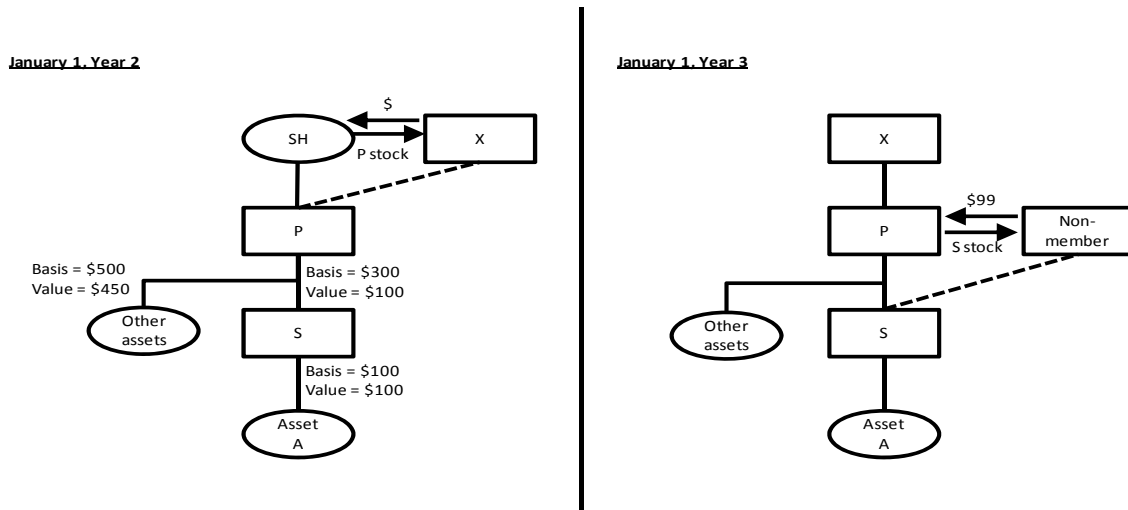 January 1, Year 2
$
SH
X
P stock
P
Basis = $500
Value = $450
Basis = $300
Value = $100
Other
assets
S
Basis = $100
Value = $100
Asset
A
January 1, Year 3
X
$99
P
Non-
member
S stock
Other
assets
S
Asset
A